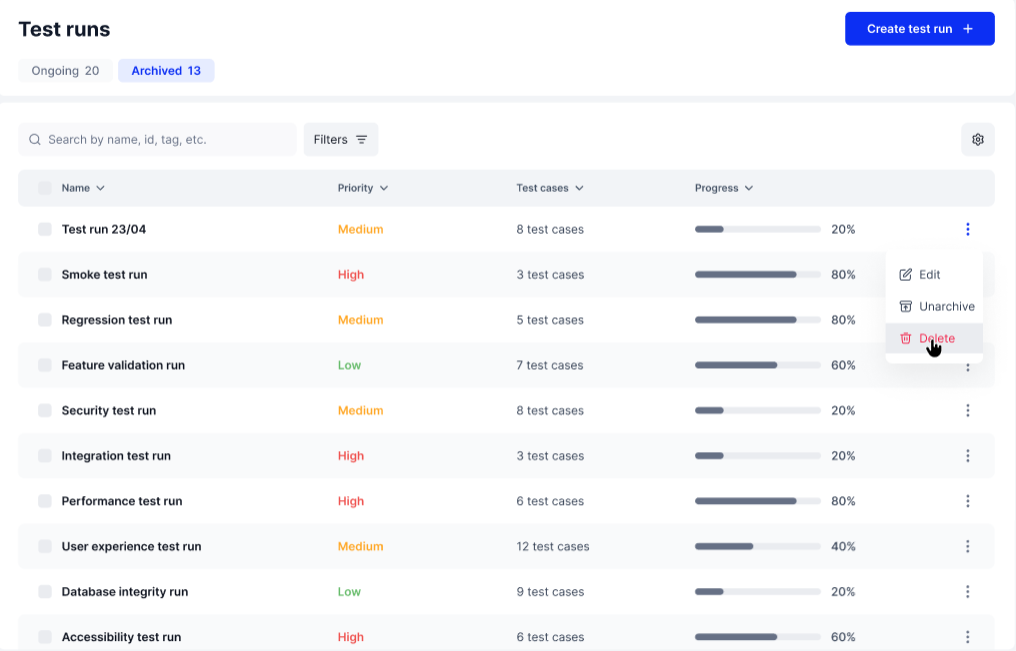 Test runs
Create test run +
Ongoing 20 Archived 13
Search by name, id, tag, etc. Filters
Name Priority Test cases Progress
Test run 23/04 Medium 8 test cases 20%
Smoke test run High 3 test cases 80% Edit
Unarchive
Regression test run Medium 5 test cases 80%
Delete
Feature validation run Low 7 test cases 60%
Security test run Medium 8 test cases 20%
Integration test run High 3 test cases 20%
Performance test run High 6 test cases 80%
User experience test run Medium 12 test cases 40%
Database integrity run Low 9 test cases 20%
Accessibility test run High 6 test cases 60%